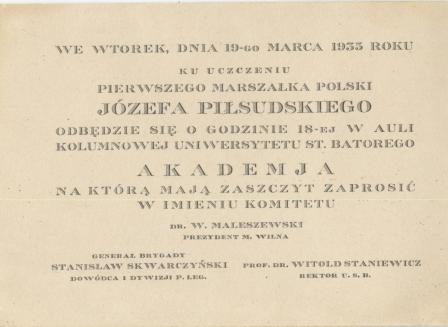 WE WTOREK, DNIA 19-GO MARCA 1935 ROKU
KU UCZCZENIU
PIERWSZEGO MARSZAŁKA POLSKI
JÓZEFA PIŁSUDSKIEGO
ODBĘDZIE SIĘ O GODZINIE 18-EJ W AULI
KOLUMNOWEJ UNIWERSYTETU ST. BATOREGO
AKADEMJA
NA KTÓRĄ MAJĄ ZASZCZYT ZAPROSIĆ
W IMIENIU KOMITETU
DR. W. MALESZEWSKI
PREZYDENT M. WILNA
GENERAŁ BRYGADY
STANISŁAW SKWARCZYŃSKI
DOWÓDCA I DYWIZJI P. LEG.
PROF. DR. WITOLD STANIEWICZ
REKTOR U. S. B.